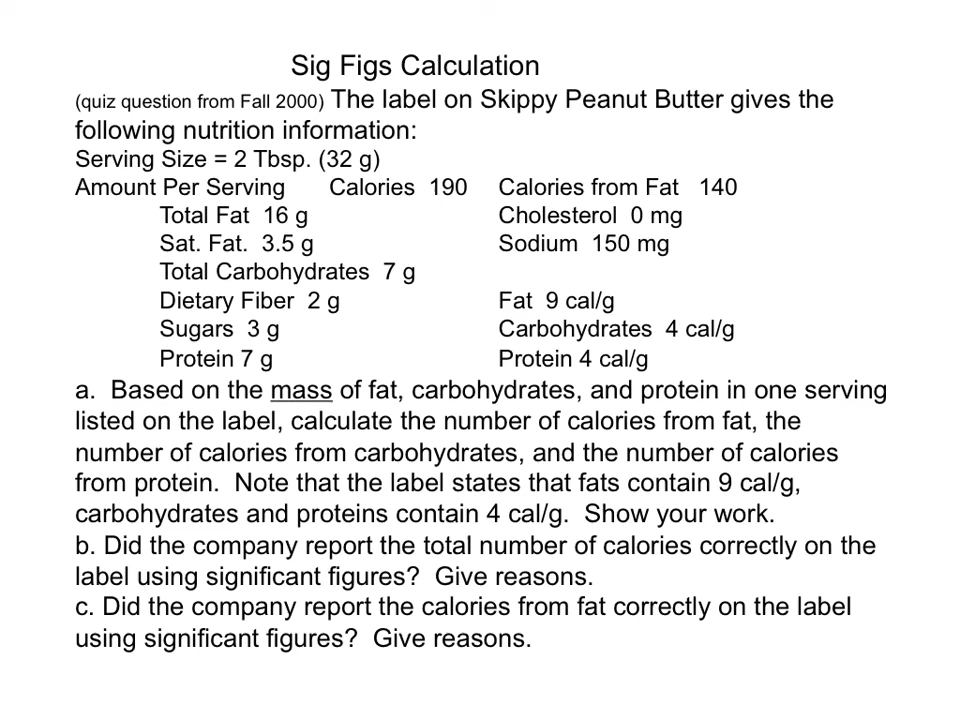 Sig Figs Calculation
(quiz question from Fall 2000) The label on Skippy Peanut Butter gives the
following nutrition information:
Serving Size = 2 Tbsp. (32 g)
Amount Per Serving Calories 190 Calories from Fat 140
Total Fat 16 g Cholesterol 0 mg
Sat. Fat. 3.5 g Sodium 150 mg
Total Carbohydrates 7 g
Dietary Fiber 2 g Fat 9 cal/g
Sugars 3 g Carbohydrates 4 cal/g
Protein 7 g Protein 4 cal/g
a. Based on the mass of fat, carbohydrates, and protein in one serving
listed on the label, calculate the number of calories from fat, the
number of calories from carbohydrates, and the number of calories
from protein. Note that the label states that fats contain 9 cal/g,
carbohydrates and proteins contain 4 cal/g. Show your work.
b. Did the company report the total number of calories correctly on the
label using significant figures? Give reasons.
c. Did the company report the calories from fat correctly on the label
using significant figures? Give reasons.